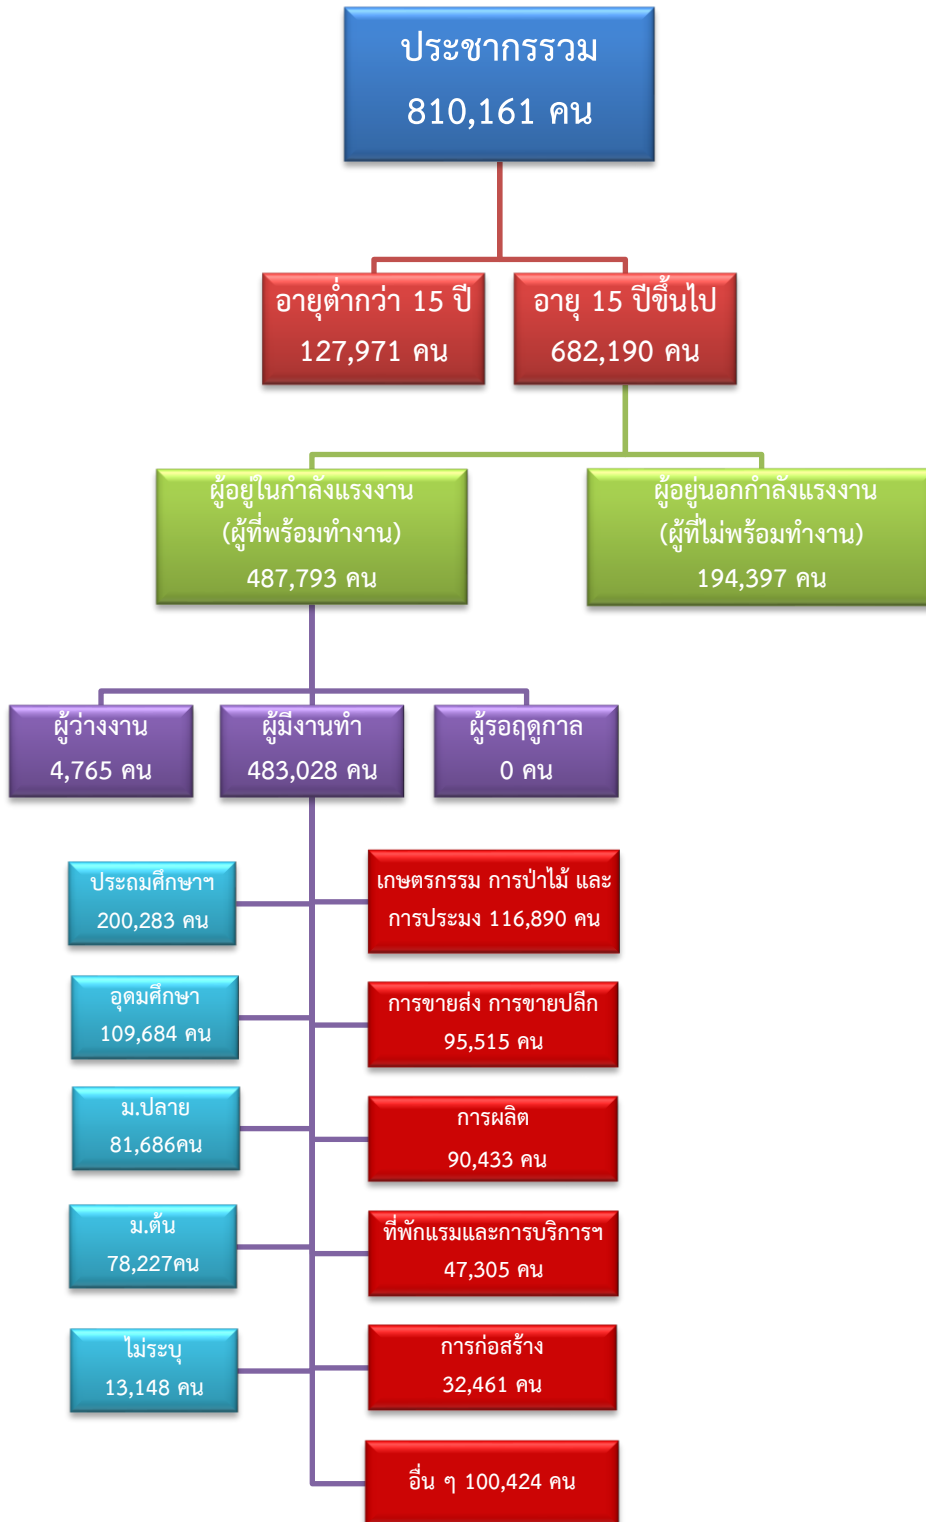 ประชากรรวม
810,161 คน
อายุต่ำกว่า 15 ปี
127,971 คน
อายุ 15 ปีขึ้นไป
682,190 คน
ผู้อยู่ในกำลังแรงงาน
(ผู้ที่พร้อมทำงาน)
487,793 คน
ผู้อยู่นอกกำลังแรงงาน
(ผู้ที่ไม่พร้อมทำงาน)
194,397 คน
ผู้ว่างงาน
4,765 คน
ผู้มีงานทำ
483,028 คน
ผู้รอฤดูกาล
0 คน
ประถมศึกษาฯ
200,283 คน
อุดมศึกษา
109,684 คน
ม.ปลาย
81,686คน
ม.ต้น
78,227คน
ไม่ระบุ
13,148 คน
เกษตรกรรม การป่าไม้ และ
การประมง 116,890 คน
การขายส่ง การขายปลีก
95,515 คน
การผลิต
90,433 คน
ที่พักแรมและการบริการฯ
47,305 คน
การก่อสร้าง
32,461 คน
อื่น ๆ 100,424 คน